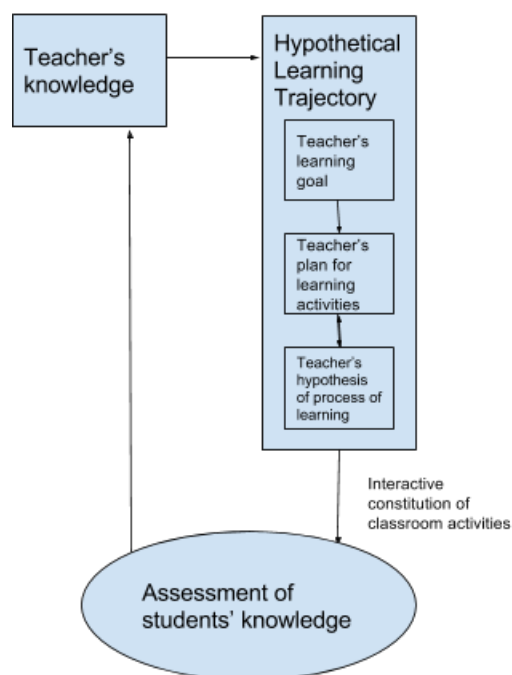 Teacher's
knowledge
Hypothetical
Learning
Trajectory
Teacher's
learning
goal
Teacher's
plan for
learning
activities
Teacher's
hypothesis
of process of
learning
Interactive
constitution of
classroom activities
Assessment of
students' knowledge